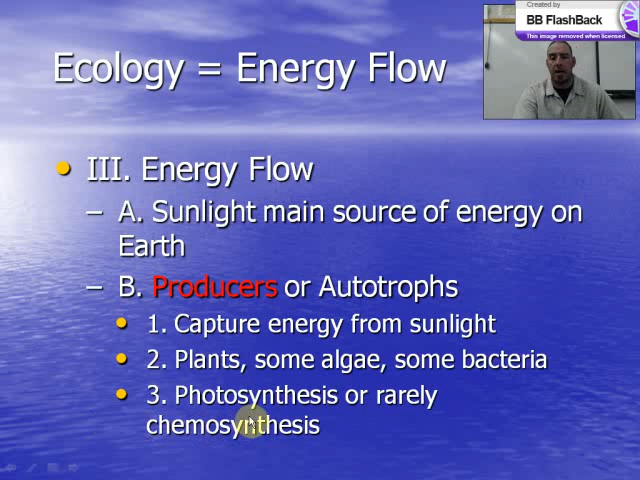 Created by
BB FlashBack
This image removed when licensed
Ecology = Energy Flow
III. Energy Flow
– A. Sunlight main source of energy on
Earth
– B. Producers or Autotrophs
1. Capture energy from sunlight
2. Plants, some algae, some bacteria
3. Photosynthesis or rarely
chemosynthesis